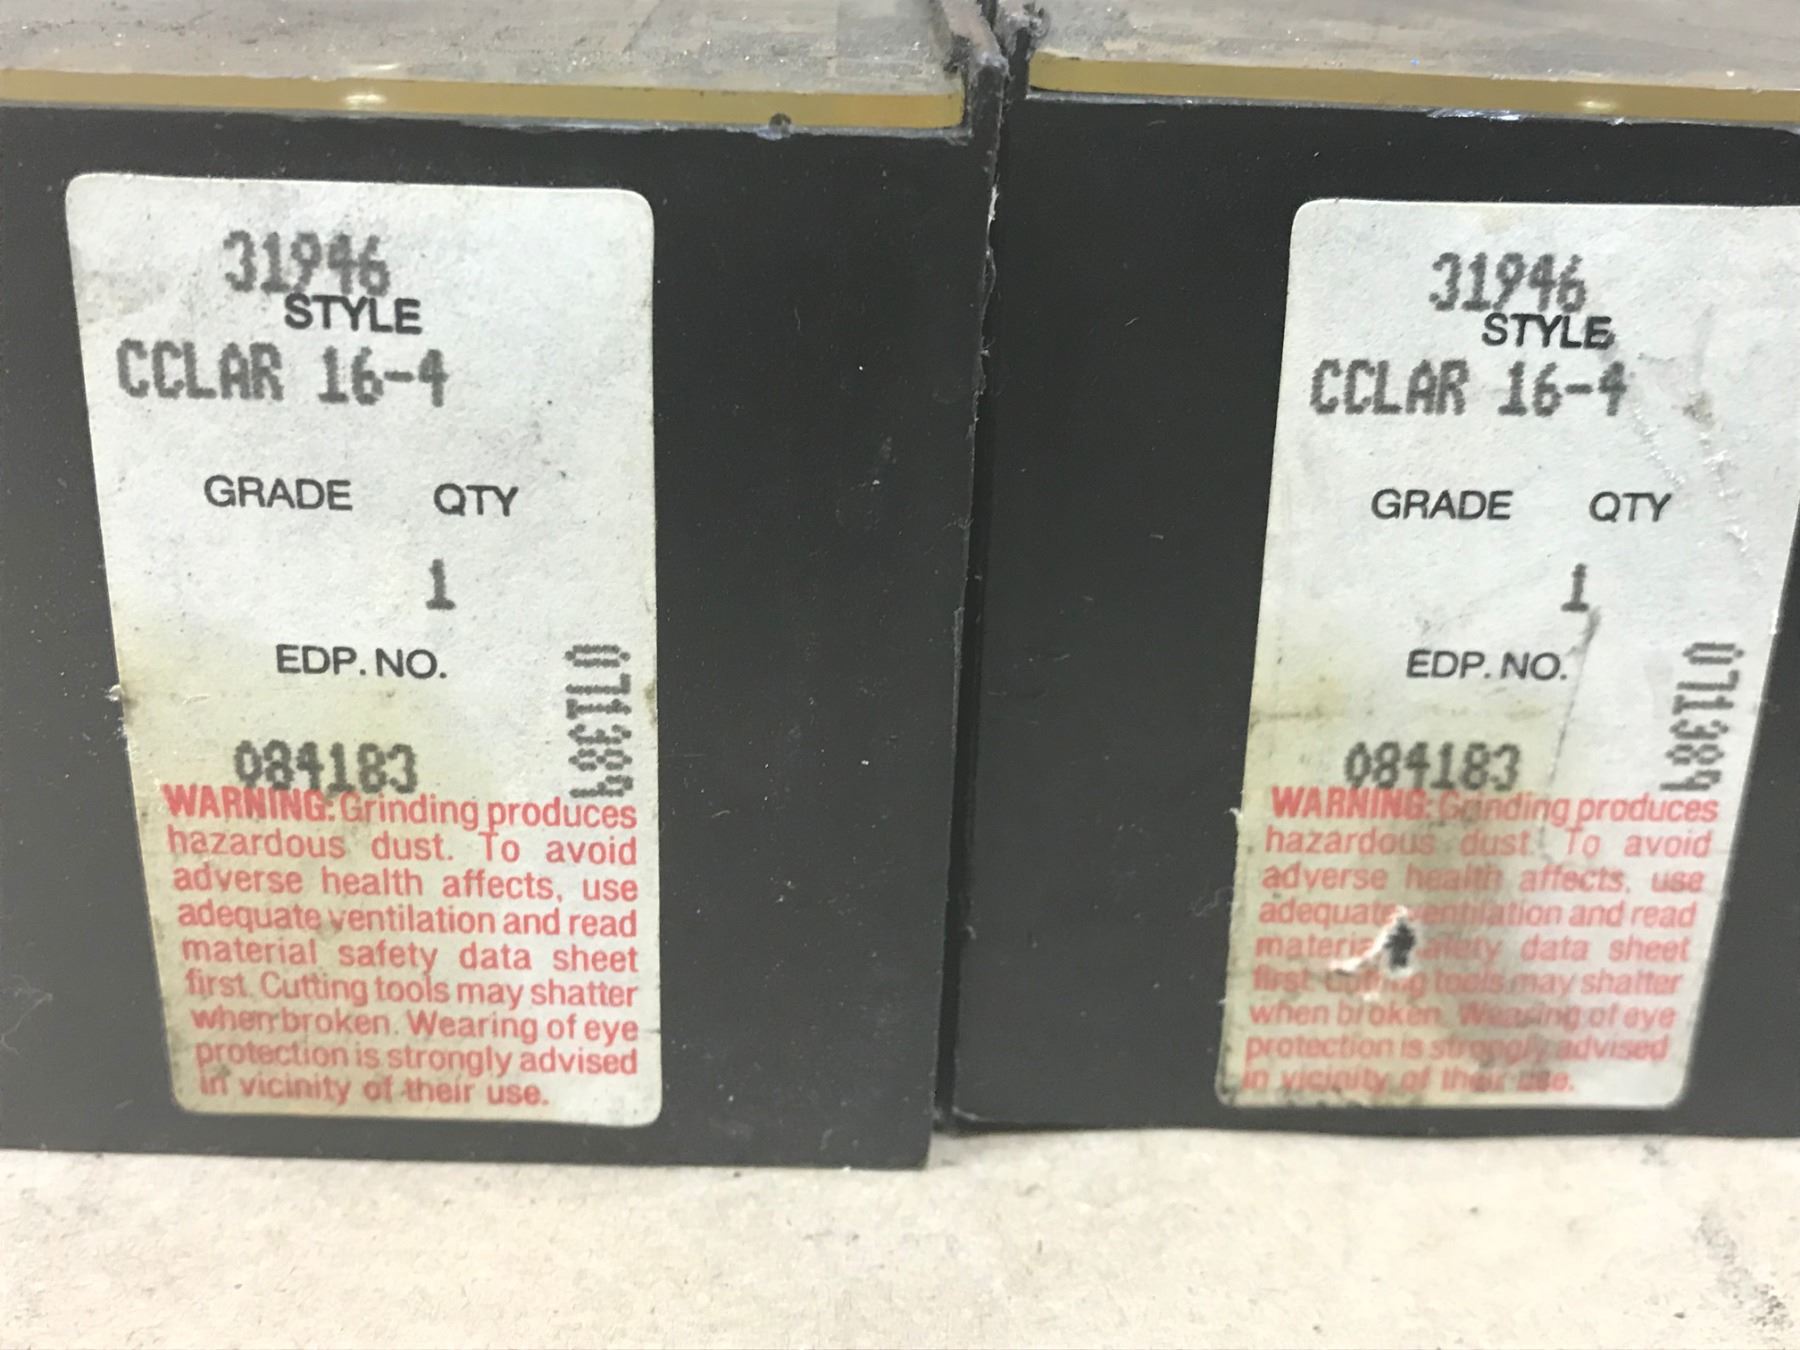 31946
STYLE
CCLAR 16-4
GRADE QTY
1
EDP. NO.
071389
084183
WARNING: Grinding produces
hazardous dust. To avoid
adverse health affects, use
adequate ventilation and read
material safety data sheet
first. Cutting tools may shatter
when broken. Wearing of eye
protection is strongly advised
in vicinity of their use.
31946
STYLE
CCLAR 16-4
GRADE QTY
1
EDP. NO.
071389
084183
WARNING: Grinding produces
hazardous dust. To avoid
adverse health affects, use
adequate ventilation and read
material safety data sheet
first. Cutting tools may shatter
when broken. Wearing of eye
protection is strongly advised
in vicinity of their use.